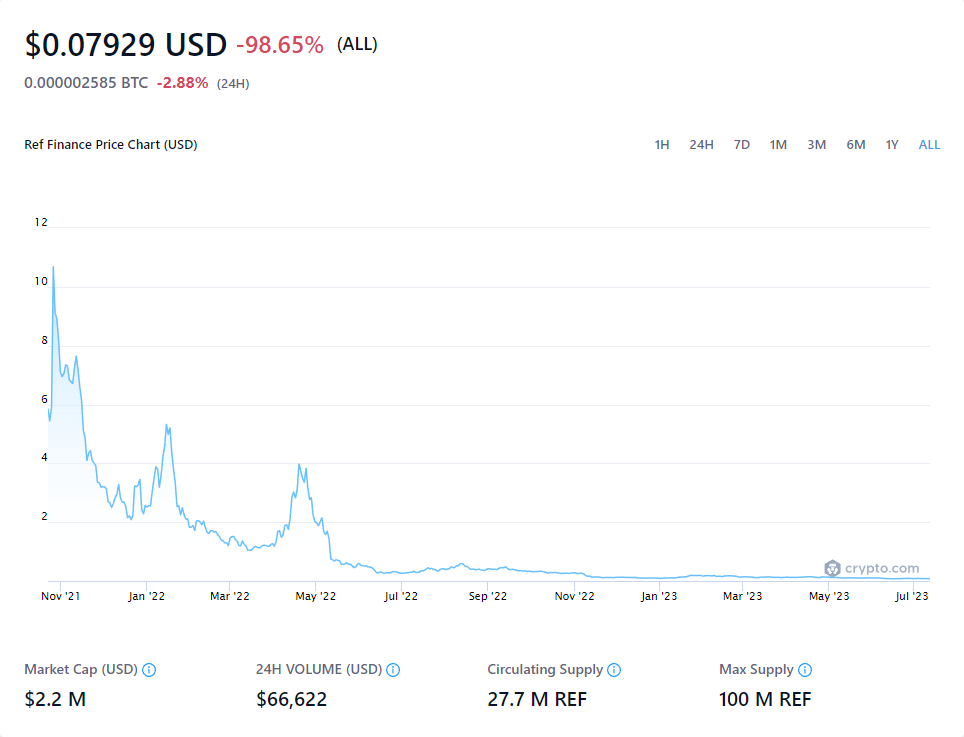 $0.07929 USD -98.65% (ALL)
0.000002585 BTC -2.88% (24H)
Ref Finance Price Chart (USD) 1H 24H 7D 1M 3M 6M 1Y ALL
12
10
8
6
4
2
crypto.com
Nov '21 Jan '22 Mar '22 May '22 Jul '22 Sep '22 Nov '22 Jan '23 Mar '23 May '23 Jul '23
Market Cap (USD) 24H VOLUME (USD) Circulating Supply Max Supply
$2.2 M $66,622 27.7 M REF 100 M REF